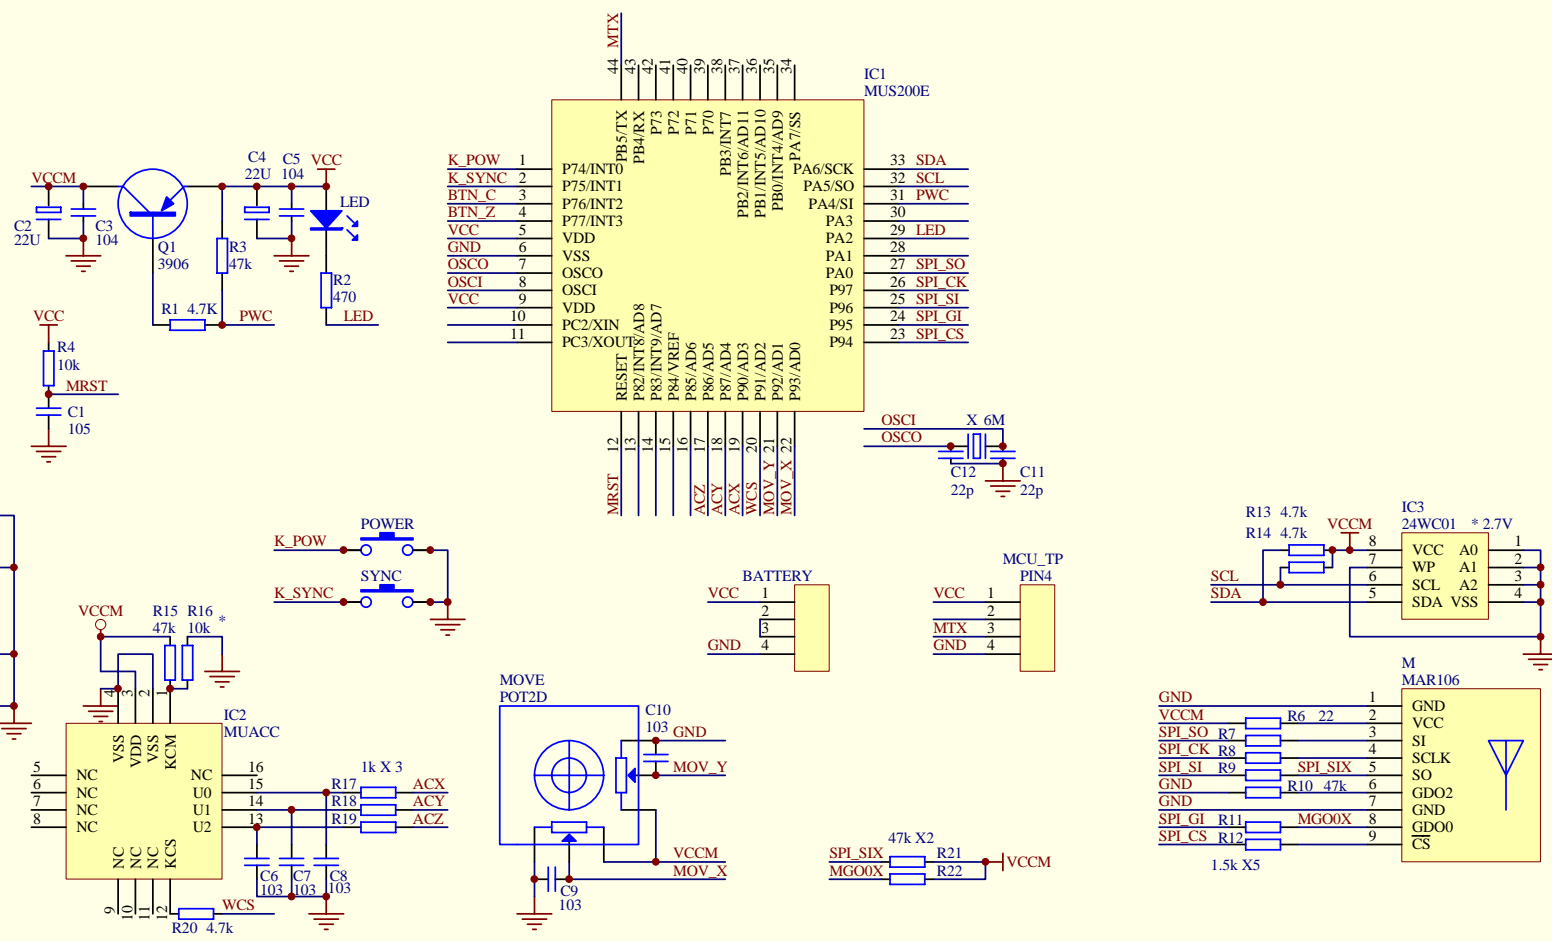 MTX
44
43
42
41
40
39
38
37
36
35
34
IC1
MUS200E
PB5/TX
PB4/RX
P73
P72
P71
P70
PB3/INT7
PB2/INT6/AD11
PB1/INT5/AD10
PB0/INT4/AD9
PA7/SS
K_POW 1 P74/INT0
K_SYNC 2 P75/INT1
BTN_C 3 P76/INT2
BTN_Z 4 P77/INT3
VCC 5 VDD
GND 6 VSS
OSCO 7 OSCO
OSCI 8 OSCI
VCC 9 VDD
10 PC2/XIN
11 PC3/XOUT
PA6/SCK 33 SDA
PA5/SO 32 SCL
PA4/SI 31 PWC
PA3 30
PA2 29 LED
PA1 28
PA0 27 SPI_SO
P97 26 SPI_CK
P96 25 SPI_SI
P95 24 SPI_GI
P94 23 SPI_CS
RESET
P82/INT8/AD8
P83/INT9/AD7
P84/VREF
P85/AD6
P86/AD5
P87/AD4
P90/AD3
P91/AD2
P92/AD1
P93/AD0
12
13
14
15
16
17
18
19
20
21
22
MRST
ACZ
ACY
ACX
WCS
MOV_Y
MOV_X
VCCM
C2
22U
C3
104
Q1
3906
C4
22U
C5
104
VCC
LED
R3
47k
R2
470
R1 4.7K
PWC
LED
VCC
R4
10k
MRST
C1
105
OSCI
OSCO
X 6M
C12
22p
C11
22p
K_POW
POWER
K_SYNC
SYNC
BATTERY
VCC 1
2
3
GND 4
MCU_TP
PIN4
VCC 1
2
MTX 3
GND 4
R13 4.7k
R14 4.7k
VCCM
SCL
SDA
IC3
24WC01 * 2.7V
8 VCC A0 1
7 WP A1 2
6 SCL A2 3
5 SDA VSS 4
VCCM
R15
47k
R16
10k
*
4
3
2
1
IC2
MUACC
VSS
VDD
VSS
KCM
5 NC
6 NC
7 NC
8 NC
NC 16
U0 15
U1 14
U2 13
NC
NC
NC
KCS
9
10
11
12
1k X 3
R17 ACX
R18 ACY
R19 ACZ
C6
103
C7
103
C8
103
WCS
R20 4.7k
MOVE
POT2D
C10
103
GND
MOV_Y
VCCM
MOV_X
C9
103
47k X2
SPI_SIX R21
MGO0X R22
VCCM
M
MAR106
GND 1 GND
VCCM R6 22 2 VCC
SPI_SO R7 3 SI
SPI_CK R8 4 SCLK
SPI_SI R9 SPI_SIX 5 SO
GND R10 47k 6 GDO2
GND 7 GND
SPI_GI R11 MGO0X 8 GDO0
SPI_CS R12 9 CS
1.5k X5